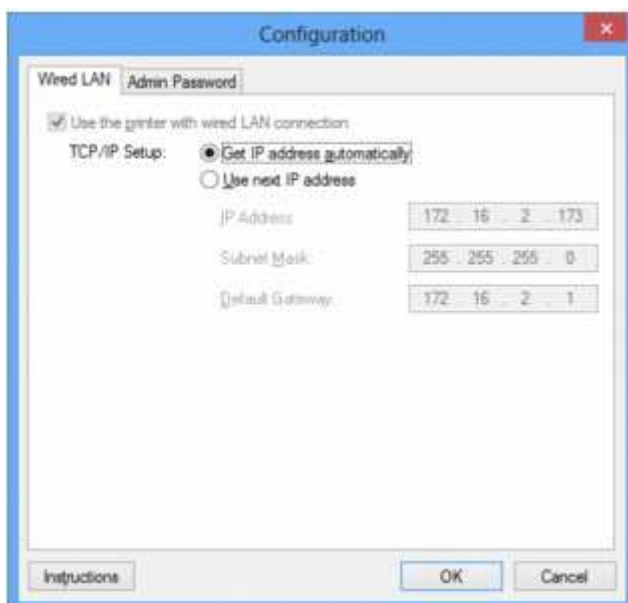 Configuration
Wired LAN Admin Password
Use the printer with wired LAN connection
TCP/IP Setup: Get IP address automatically
Use next IP address
IP Address: 172 . 16 . 2 . 173
Subnet Mask: 255 . 255 . 255 . 0
Default Gateway: 172 . 16 . 2 . 1
Instructions OK Cancel